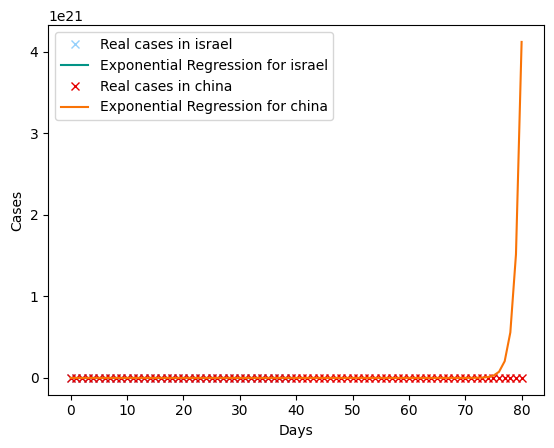 1e21
Real cases in israel
Exponential Regression for israel
Real cases in china
Exponential Regression for china
4
3
2
1
0
Cases
0 10 20 30 40 50 60 70 80
Days